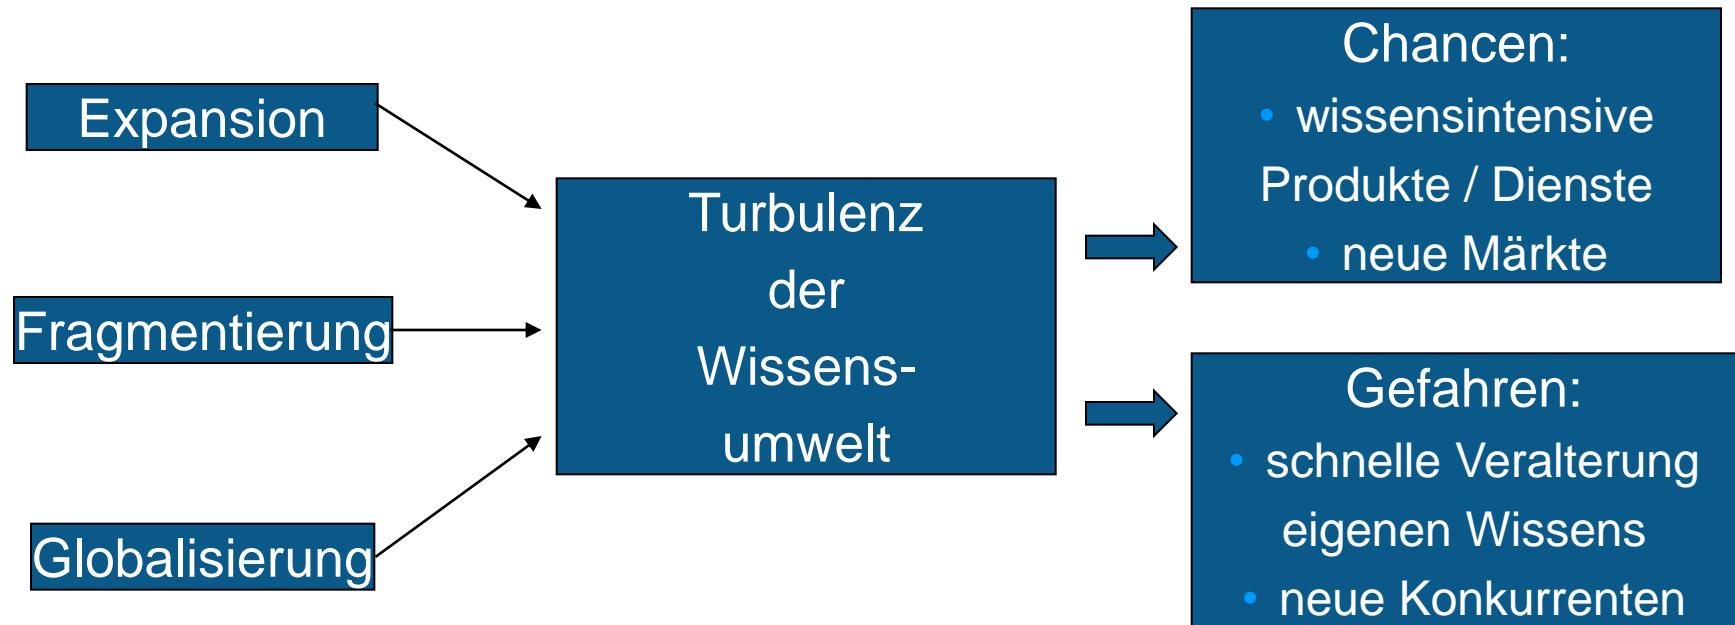 Expansion
Fragmentierung
Globalisierung
Turbulenz
der
Wissens-
umwelt
Chancen:
• wissensintensive
Produkte / Dienste
• neue Märkte
Gefahren:
• schnelle Veralterung
eigenen Wissens
• neue Konkurrenten